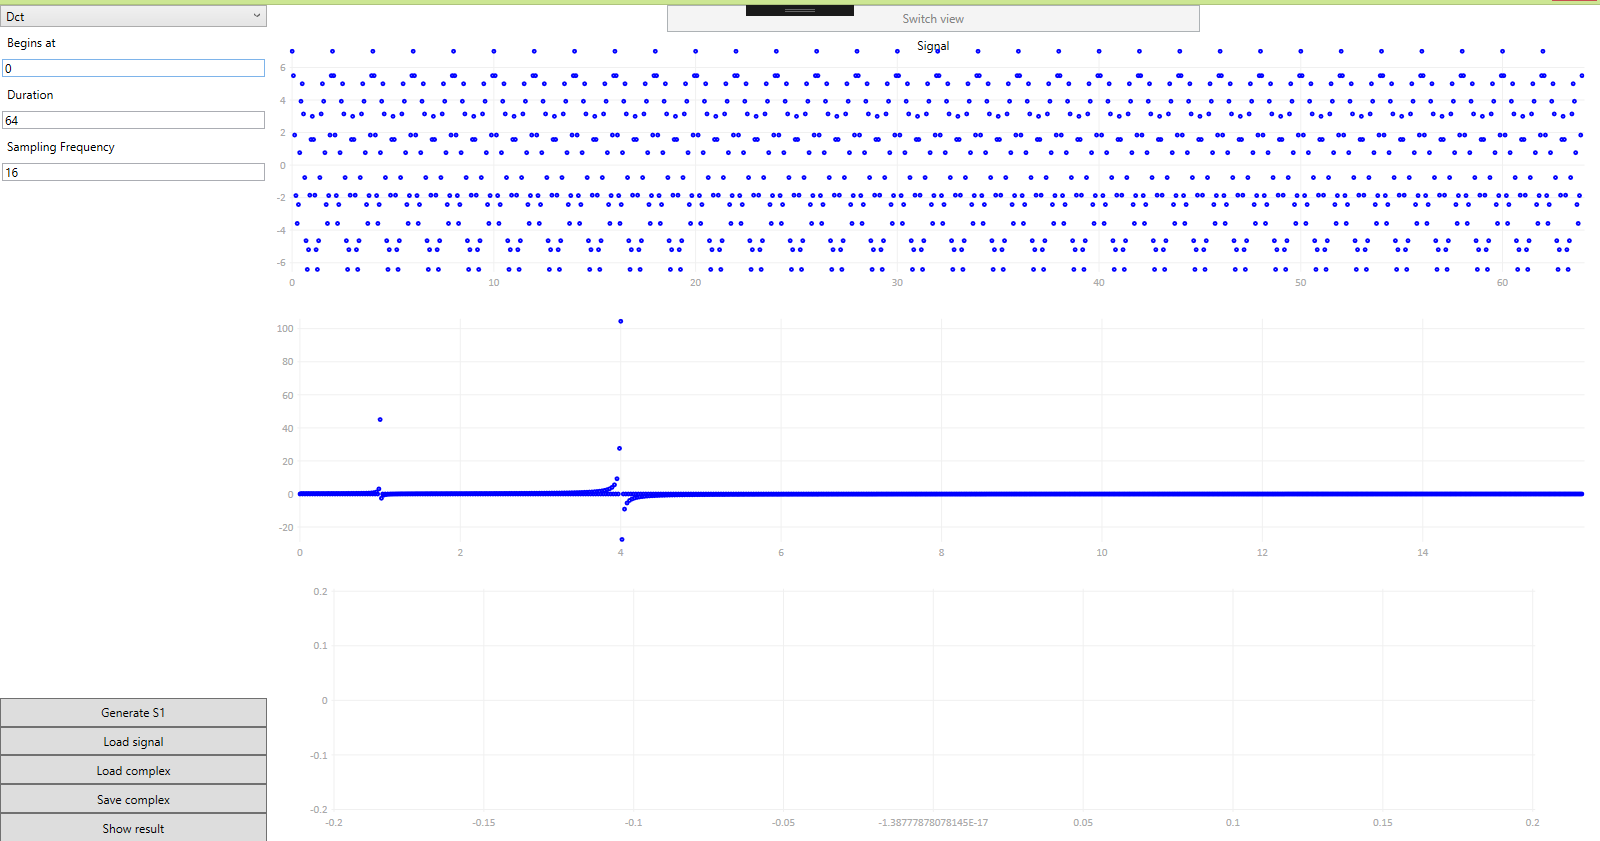 Dct
Switch view
Begins at
0
Duration
64
Sampling Frequency
16
Signal
6
4
2
0
-2
-4
-6
0 10 20 30 40 50 60
100
80
60
40
20
0
-20
0 2 4 6 8 10 12 14
0.2
0.1
0
-0.1
-0.2
-0.2 -0.15 -0.1 -0.05 -1.38777878078145E-17 0.05 0.1 0.15 0.2
Generate S1
Load signal
Load complex
Save complex
Show result